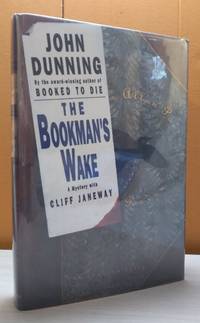 JOHN
DUNNING
By the award-winning author of
BOOKED TO DIE
THE
BOOKMAN'S
WAKE
A Mystery with
CLIFF JANEWAY